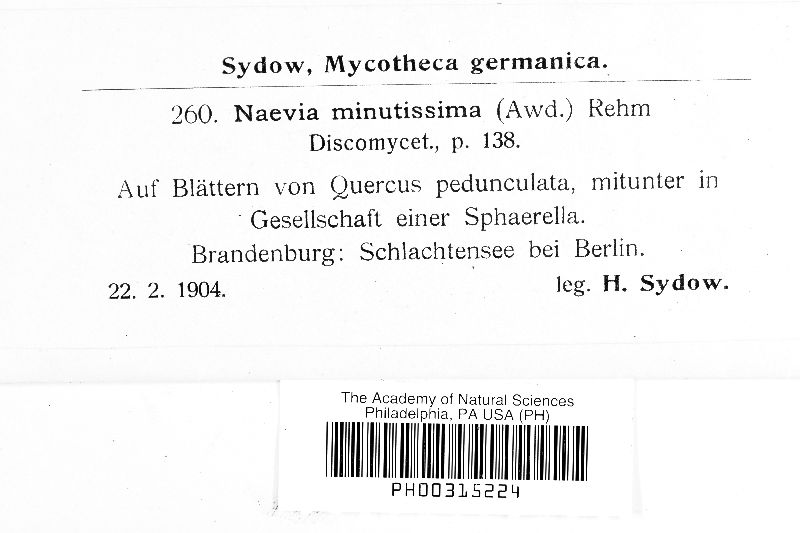 Sydow, Mycotheca germanica.
260. Naevia minutissima (Awd.) Rehm
Discomycet., p. 138.
Auf Blättern von Quercus pedunculata, mitunter in
Gesellschaft einer Sphaerella.
Brandenburg: Schlachtensee bei Berlin.
22. 2. 1904. leg. H. Sydow.
The Academy of Natural Sciences
Philadelphia, PA USA (PH)
PH00315224